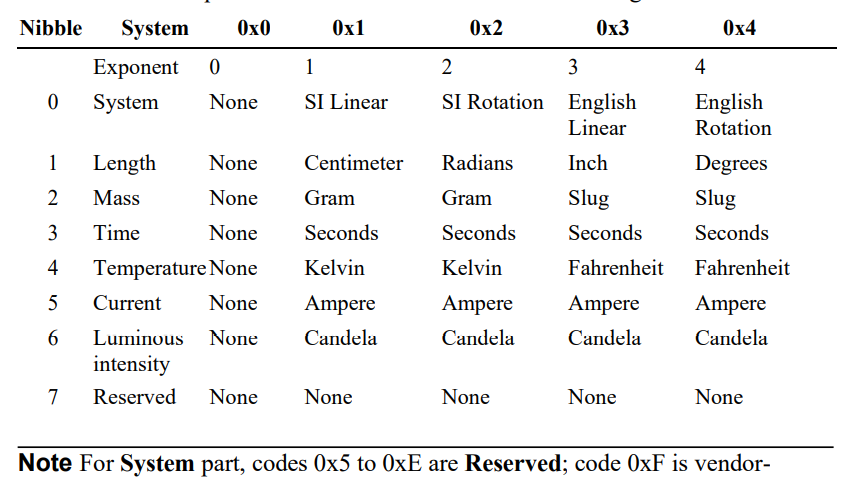 Nibble System 0x0 0x1 0x2 0x3 0x4
Exponent 0 1 2 3 4
0 System None SI Linear SI Rotation English Linear English Rotation
1 Length None Centimeter Radians Inch Degrees
2 Mass None Gram Gram Slug Slug
3 Time None Seconds Seconds Seconds Seconds
4 Temperature None Kelvin Kelvin Fahrenheit Fahrenheit
5 Current None Ampere Ampere Ampere Ampere
6 Luminous intensity None Candela Candela Candela Candela
7 Reserved None None None None None
Note For System part, codes 0x5 to 0xE are Reserved; code 0xF is vendor-